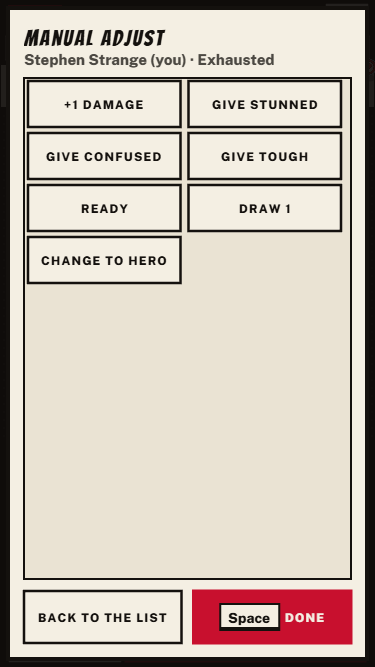 MANUAL ADJUST
Stephen Strange (you) · Exhausted
+1 DAMAGE
GIVE STUNNED
GIVE CONFUSED
GIVE TOUGH
READY
DRAW 1
CHANGE TO HERO
BACK TO THE LIST
Space DONE